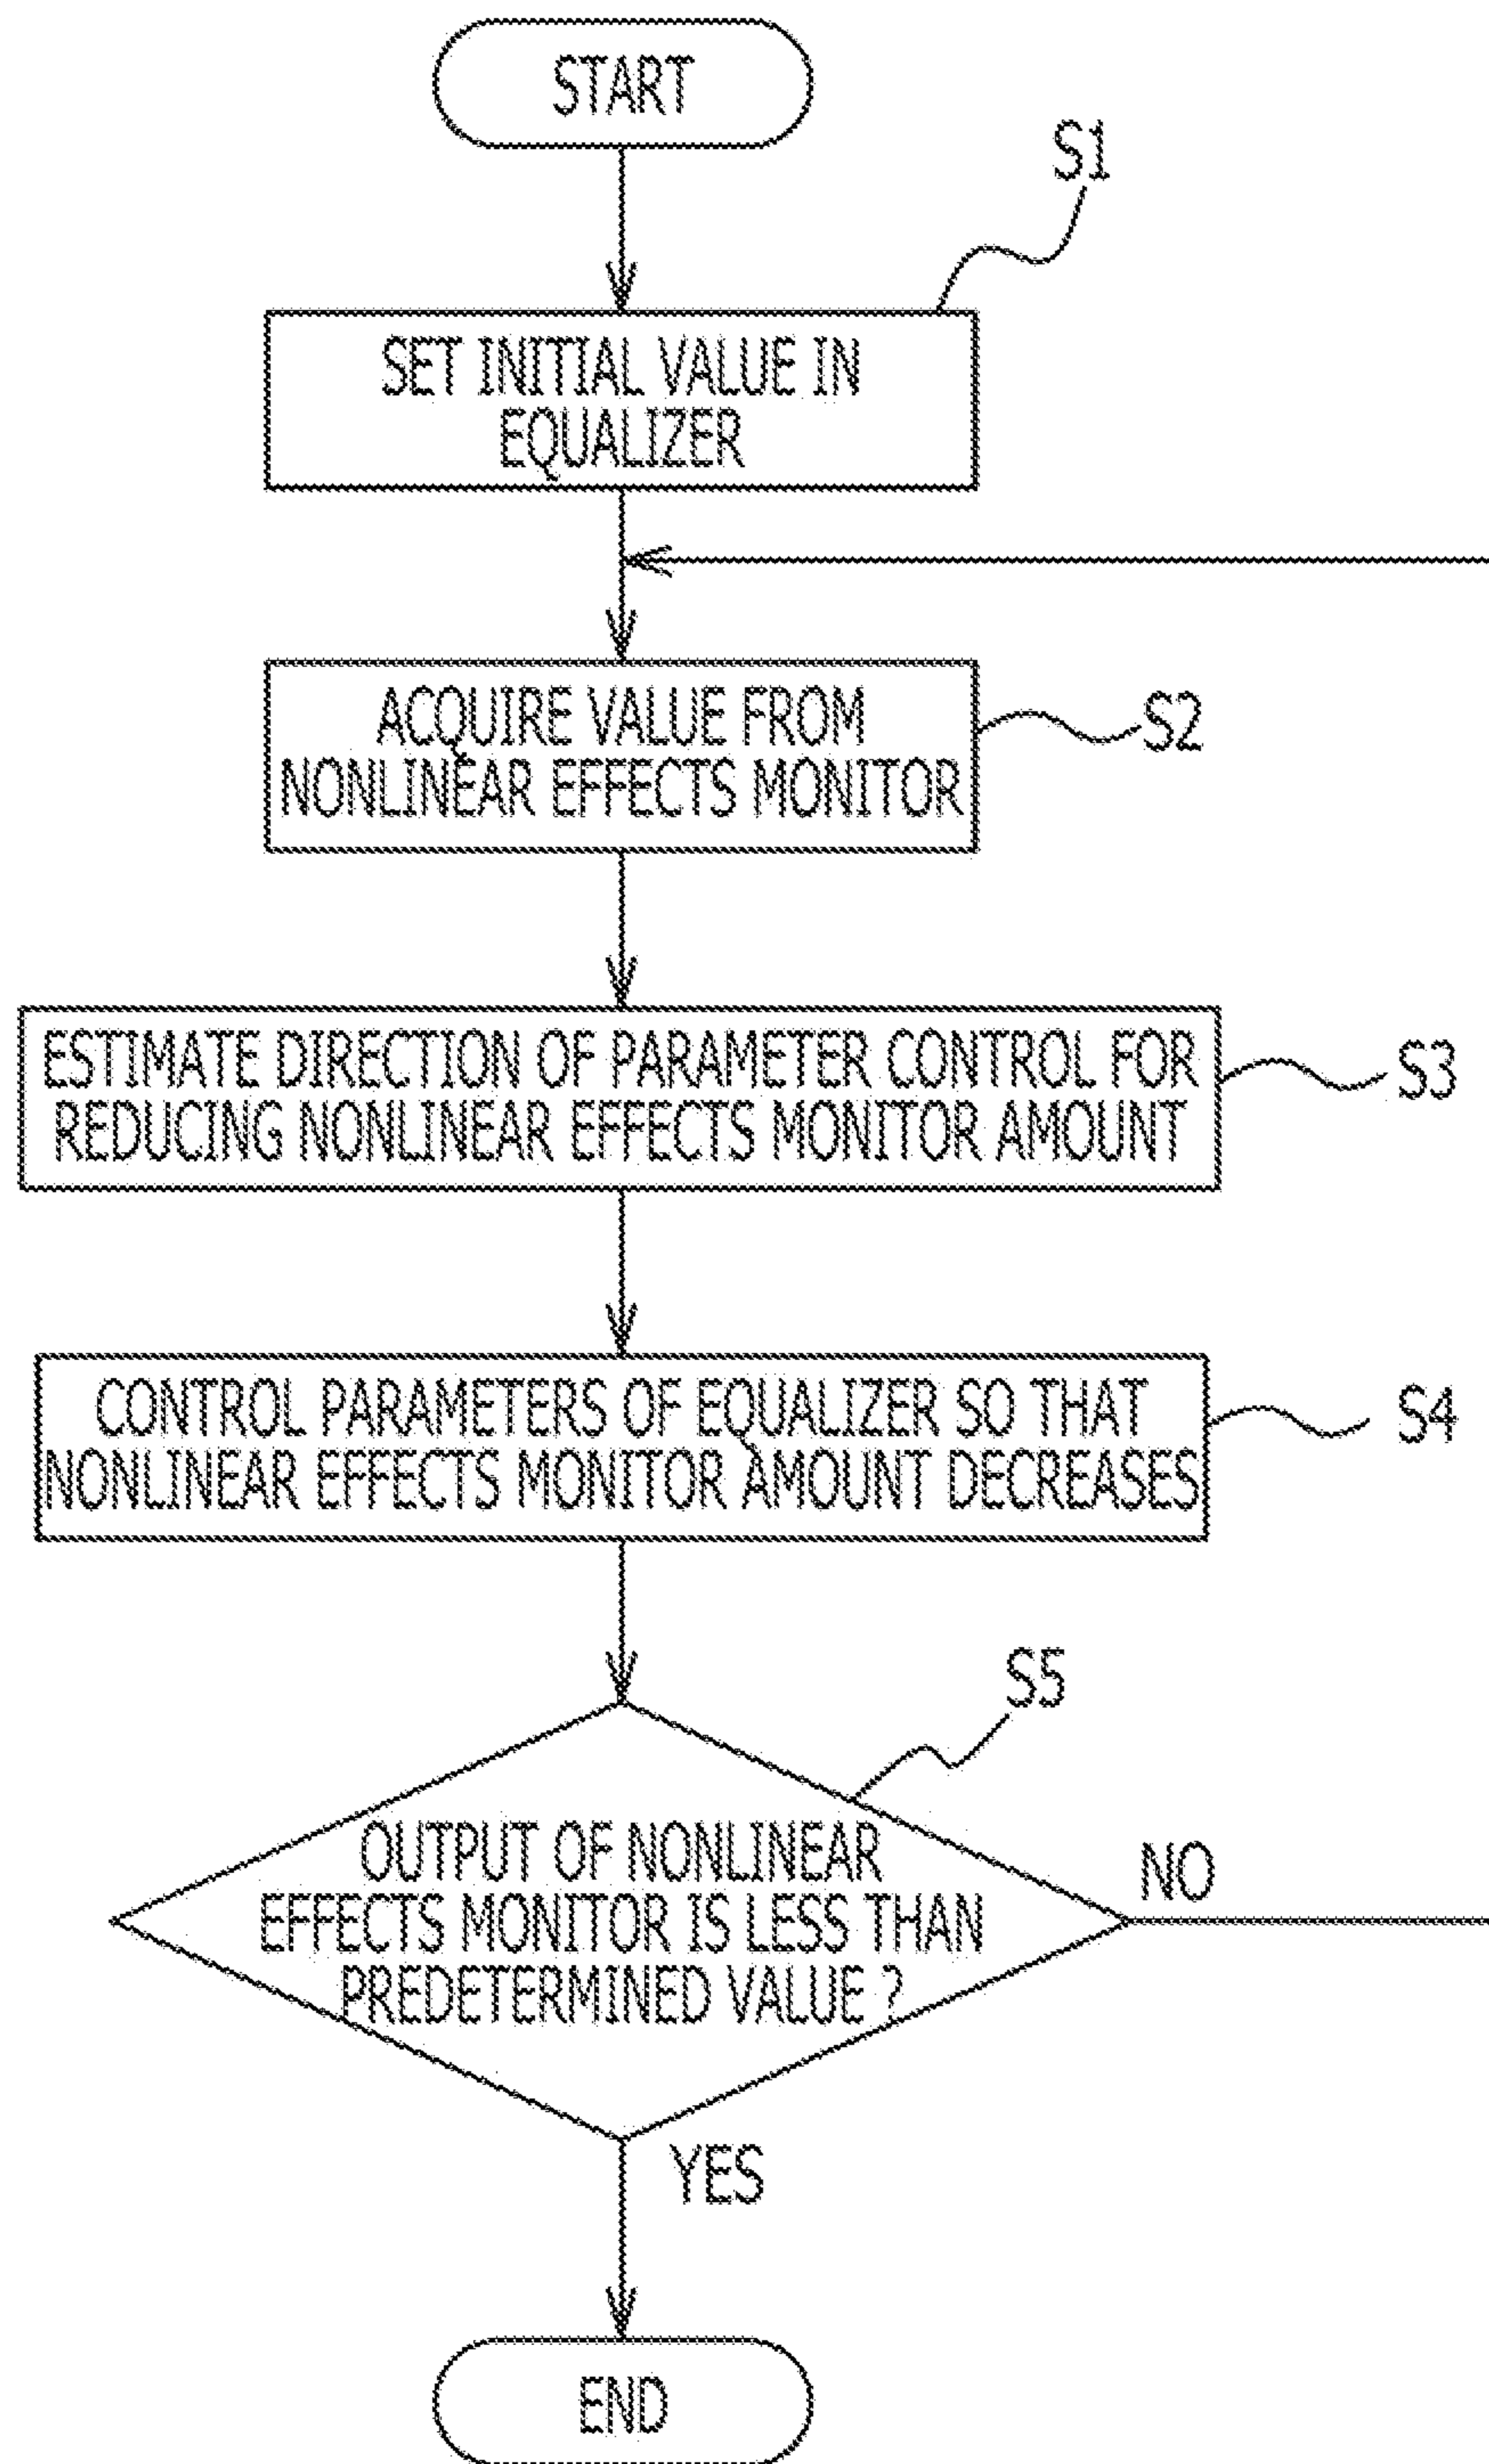 START
S1
SET INITIAL VALUE IN
EQUALIZER
ACQUIRE VALUE FROM
NONLINEAR EFFECTS MONITOR
S2
ESTIMATE DIRECTION OF PARAMETER CONTROL FOR
REDUCING NONLINEAR EFFECTS MONITOR AMOUNT
S3
CONTROL PARAMETERS OF EQUALIZER SO THAT
NONLINEAR EFFECTS MONITOR AMOUNT DECREASES
S4
S5
OUTPUT OF NONLINEAR
EFFECTS MONITOR IS LESS THAN
PREDETERMINED VALUE ?
NO
YES
END